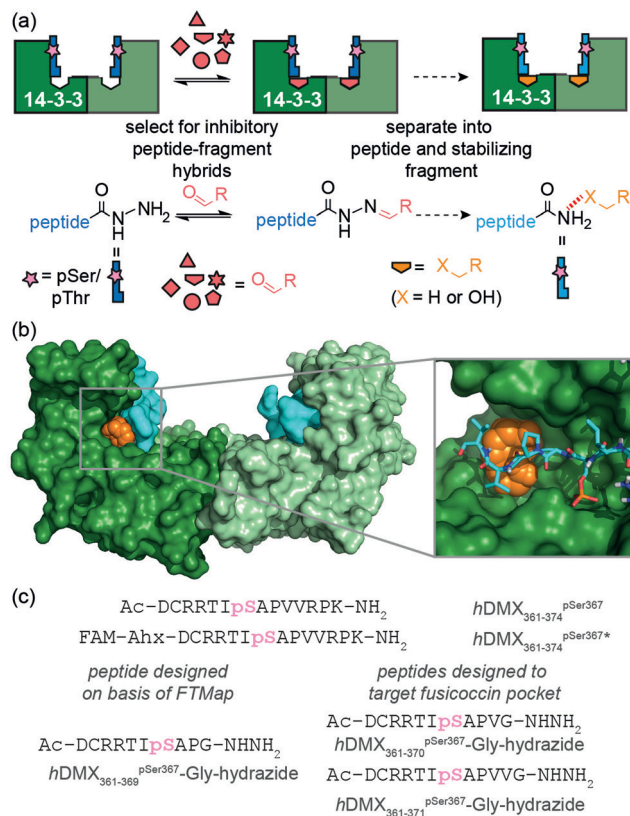 (a)
14-3-3
14-3-3
14-3-3
select for inhibitory
peptide-fragment
hybrids
separate into
peptide and stabilizing
fragment
O
peptide
N
H
NH2
O
R
O
peptide
N
H
N
R
O
peptide
NH2
X
R
= pSer/
pThr
=
= O
R
= X
R
(X = H or OH)
=
(b)
(c)
Ac-DCRRTIpSAPVVRPK-NH2
hDMX361-374pSer367
FAM-Ahx-DCRRTIpSAPVVRPK-NH2
hDMX361-374pSer367*
peptide designed
on basis of FTMap
peptides designed to
target fusicoccin pocket
Ac-DCRRTIpSAPG-NHNH2
hDMX361-369pSer367-Gly-hydrazide
Ac-DCRRTIpSAPVG-NHNH2
hDMX361-370pSer367-Gly-hydrazide
Ac-DCRRTIpSAPVVG-NHNH2
hDMX361-371pSer367-Gly-hydrazide